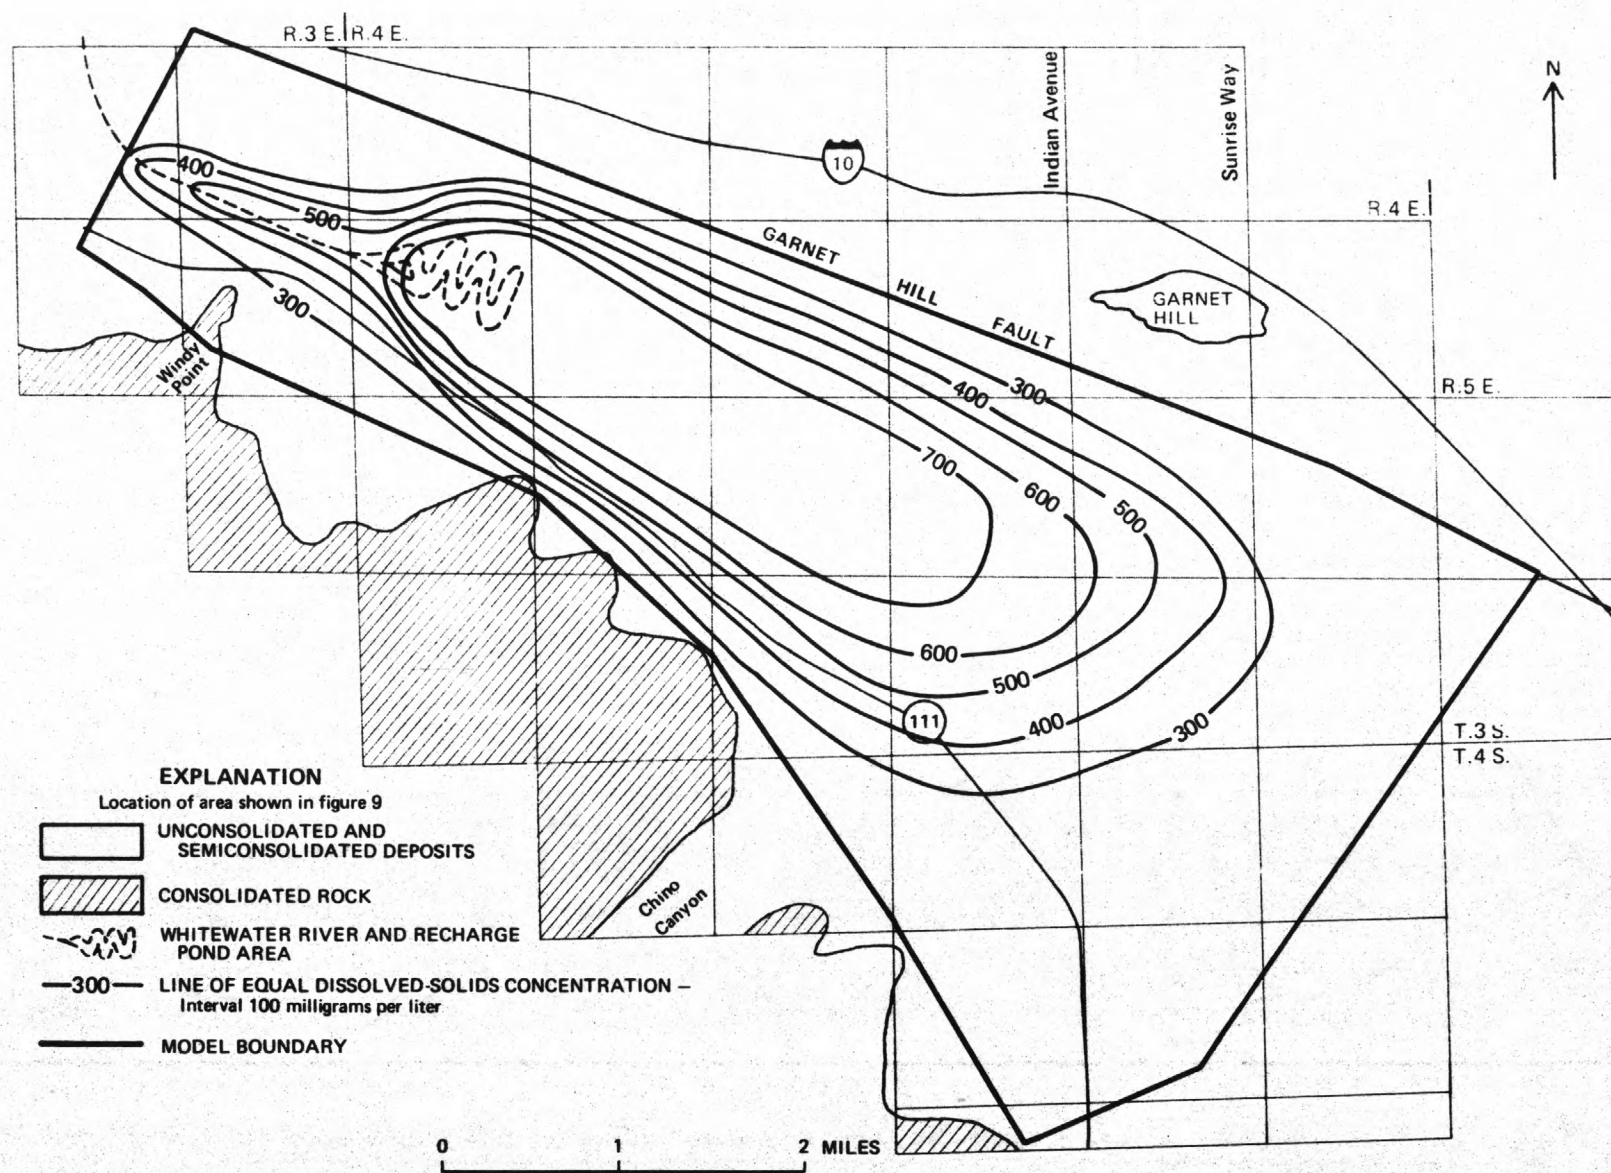 R.3 E. R.4 E.
Indian Avenue
Sunrise Way
N
10
400
R.4 E.
500
GARNET
HILL
FAULT
GARNET
HILL
300
Windy
Point
300
400
R.5 E.
700
600
500
600
500
111
400
300
T.3 S.
T.4 S.
EXPLANATION
Location of area shown in figure 9
UNCONSOLIDATED AND
SEMICONSOLIDATED DEPOSITS
CONSOLIDATED ROCK
Chino
Canyon
WHITEWATER RIVER AND RECHARGE
POND AREA
300 LINE OF EQUAL DISSOLVED-SOLIDS CONCENTRATION –
Interval 100 milligrams per liter
MODEL BOUNDARY
0 1 2 MILES